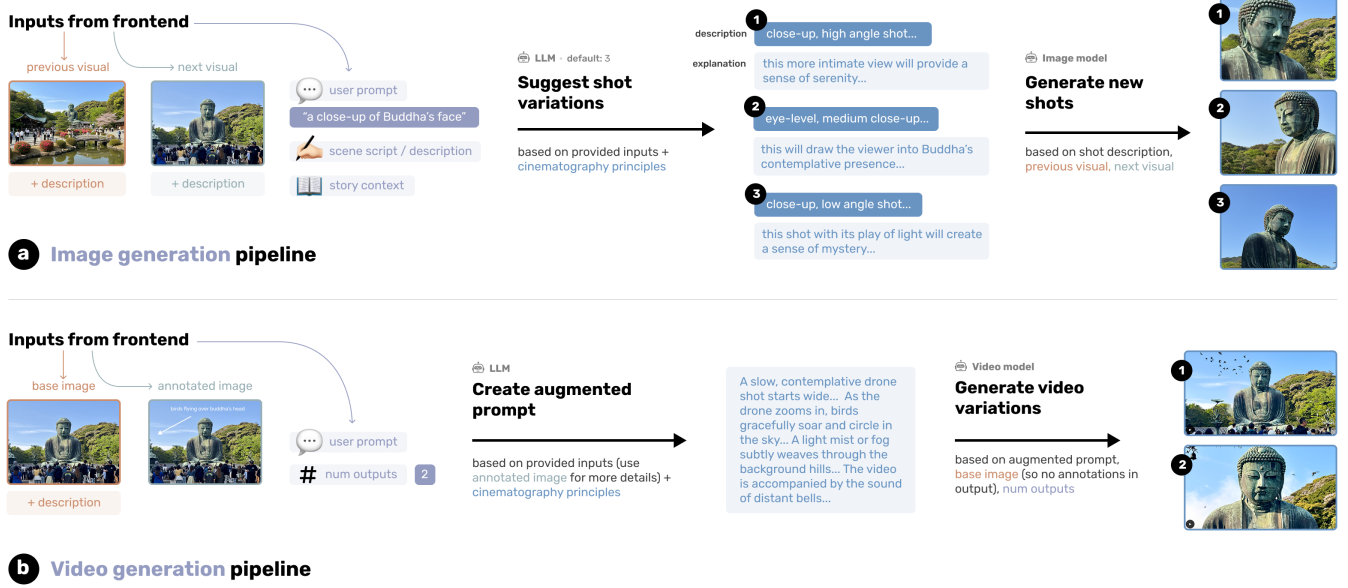 Inputs from frontend
previous visual
next visual
+ description
+ description
💬 user prompt
"a close-up of Buddha's face"
scene script / description
story context
LLM · default: 3
Suggest shot
variations
based on provided inputs +
cinematography principles
description
1
close-up, high angle shot...
explanation
this more intimate view will provide a
sense of serenity...
2
eye-level, medium close-up...
this will draw the viewer into Buddha's
contemplative presence...
3
close-up, low angle shot...
this shot with its play of light will create
a sense of mystery...
Image model
Generate new
shots
based on shot description,
previous visual, next visual
1
2
3
a Image generation pipeline
Inputs from frontend
base image
annotated image
birds flying over buddha's head
+ description
user prompt
# num outputs 2
LLM
Create augmented
prompt
based on provided inputs (use
annotated image for more details) +
cinematography principles
A slow, contemplative drone
shot starts wide... As the
drone zooms in, birds
gracefully soar and circle in
the sky... A light mist or fog
subtly weaves through the
background hills... The video
is accompanied by the sound
of distant bells...
Video model
Generate video
variations
based on augmented prompt,
base image (so no annotations in
output), num outputs
1
2
b Video generation pipeline